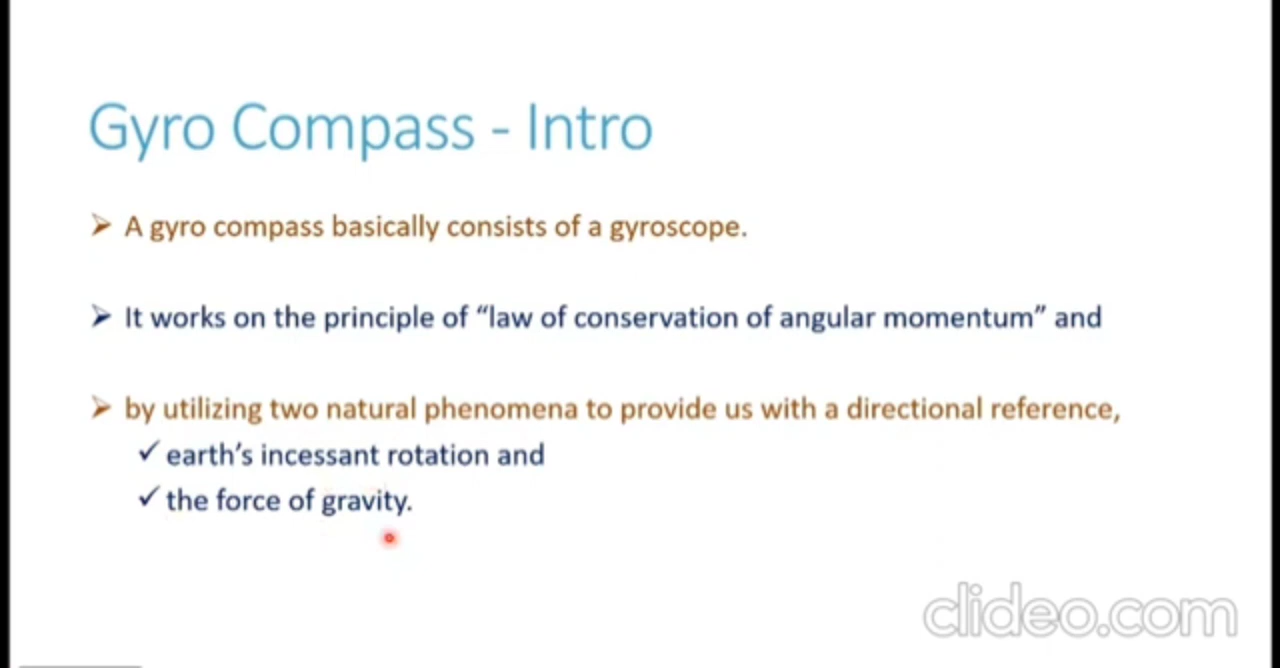 Gyro Compass - Intro
➢ A gyro compass basically consists of a gyroscope.
➢ It works on the principle of “law of conservation of angular momentum” and
➢ by utilizing two natural phenomena to provide us with a directional reference,
✓ earth’s incessant rotation and
✓ the force of gravity.
clideo.com